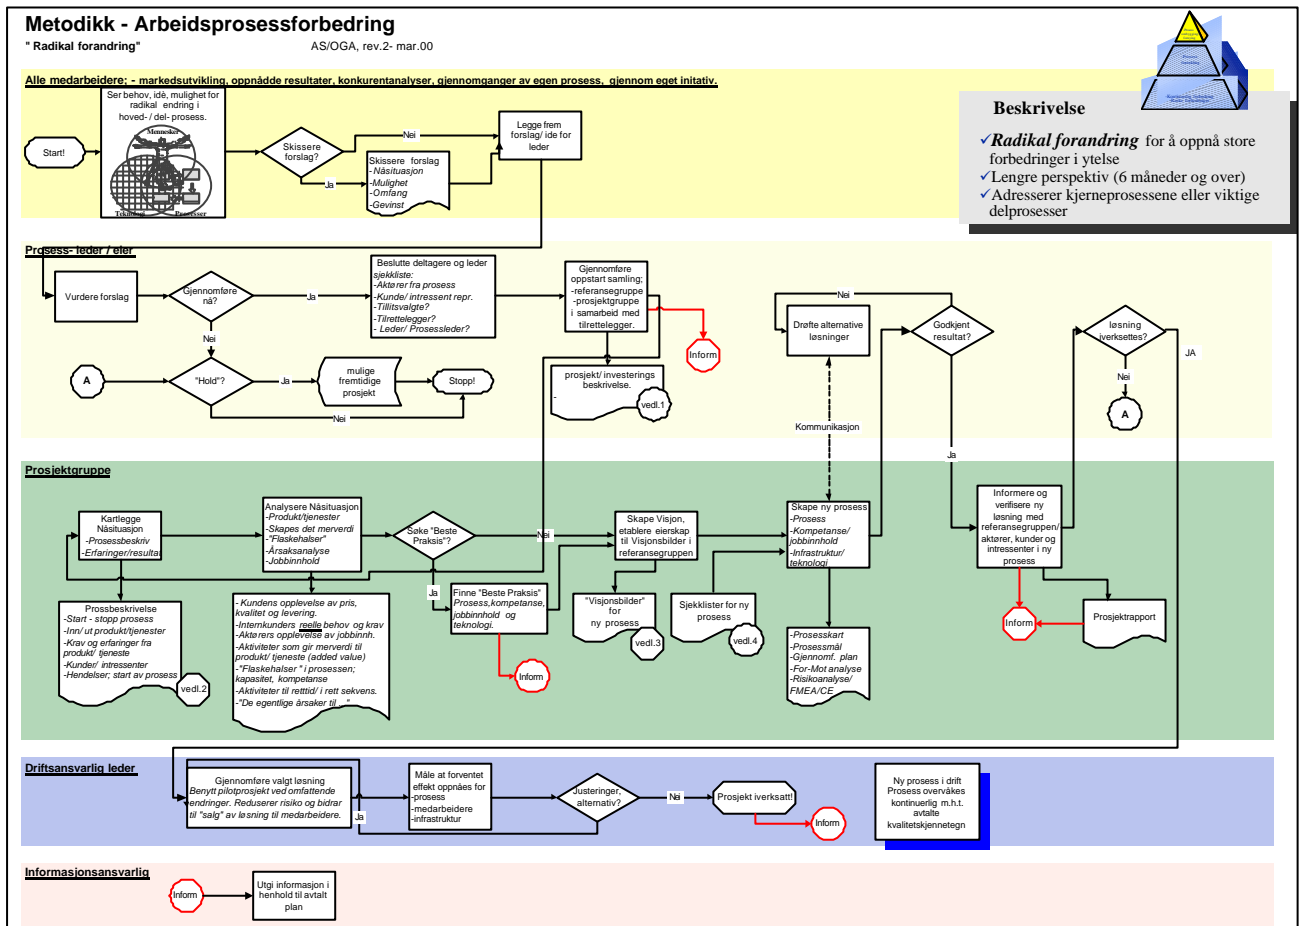 Metodikk - Arbeidsprosessforbedring
" Radikal forandring"
AS/OGA, rev.2- mar.00
Alle medarbeidere; - markedsutvikling, oppnådde resultater, konkurentanalyser, gjennomganger av egen prosess, gjennom eget initativ.
Start!
Ser behov, idè, mulighet for
radikal endring i
hoved-/ del- prosess.
Mennesker
Teknologi
Prosesser
Skissere
forslag?
Nei
Ja
Skissere forslag
- Nåsituasjon
-Mulighet
-Omfang
-Gevinst
Legge frem
forslag/ ide for
leder
Beskrivelse
✓Radikal forandring for å oppnå store
forbedringer i ytelse
✓Lengre perspektiv (6 måneder og over)
✓Adresserer kjerneprosessene eller viktige
delprosesser
Prosess- leder / eier
Vurdere forslag
Gjennomføre
nå?
Ja
Nei
Beslutte deltagere og leder
sjekkliste:
-Aktører fra prosess
-Kunde/ intressent repr.
-Tillitsvalgte?
-Tilrettelegger?
- Leder/ Prosessleder?
Gjennomføre
oppstart samling;
-referansegruppe
-prosjektgruppe
i samarbeid med
tilrettelegger.
Inform
A
"Hold"?
Ja
Nei
mulige
fremtidige
prosjekt
Stopp!
prosjekt/ investerings
beskrivelse.
-
vedl.1
Nei
Drøfte alternative
løsninger
Kommunikasjon
Godkjent
resultat?
Ja
løsning
iverksettes?
JA
Nei
A
Prosjektgruppe
Kartlegge
Nåsituasjon
-Prosessbeskriv
-Erfaringer/resultat
Analysere Nåsituasjon
-Produkt/tjenester
-Skapes det merverdi
-"Flaskehalser"
-Årsaksanalyse
-Jobbinnhold
Søke "Beste
Praksis"?
Nei
Ja
Finne "Beste Praksis"
Prosess,kompetanse,
jobbinnhold og
teknologi.
Inform
Skape Visjon,
etablere eierskap
til Visjonsbilder i
referansegruppen
Skape ny prosess
-Prosess
-Kompetanse/
jobbinnhold
-Infrastruktur/
teknologi
Informere og
verifisere ny
løsning med
referansegruppen/
aktører, kunder og
intressenter i ny
prosess
Prossbeskrivelse
-Start - stopp prosess
-Inn/ ut produkt/tjenester
-Krav og erfaringer fra
produkt/ tjeneste
-Kunder/ intressenter
-Hendelser; start av prosess
vedl.2
- Kundens opplevelse av pris,
kvalitet og levering.
-Internkunders reelle behov og krav
-Aktørers opplevelse av jobbinnh.
-Aktiviteter som gir merverdi til
produkt/ tjeneste (added value)
-"Flaskehalser " i prosessen;
kapasitet, kompetanse
-Aktiviteter til retttid/ i rett sekvens.
-"De egentlige årsaker til ..."
"Visjonsbilder"
for
ny prosess
vedl.3
Sjekklister for ny
prosess
vedl.4
-Prosesskart
-Prosessmål
-Gjennomf. plan
-For-Mot analyse
-Risikoanalyse/
FMEA/CE
Inform
Prosjektrapport
Driftsansvarlig leder
Gjennomføre valgt løsning
Benytt pilotprosjekt ved omfattende
endringer. Reduserer risiko og bidrar
til "salg" av løsning til medarbeidere.
Ja
Måle at forventet
effekt oppnåes for
-prosess
-medarbeidere
-infrastruktur
Justeringer,
alternativ?
Nei
Prosjekt iverksatt!
Inform
Ny prosess i drift
Prosess overvåkes
kontinuerlig m.h.t.
avtalte
kvalitetskjennetegn
Informasjonsansvarlig
Inform
Utgi informasjon i
henhold til avtalt
plan